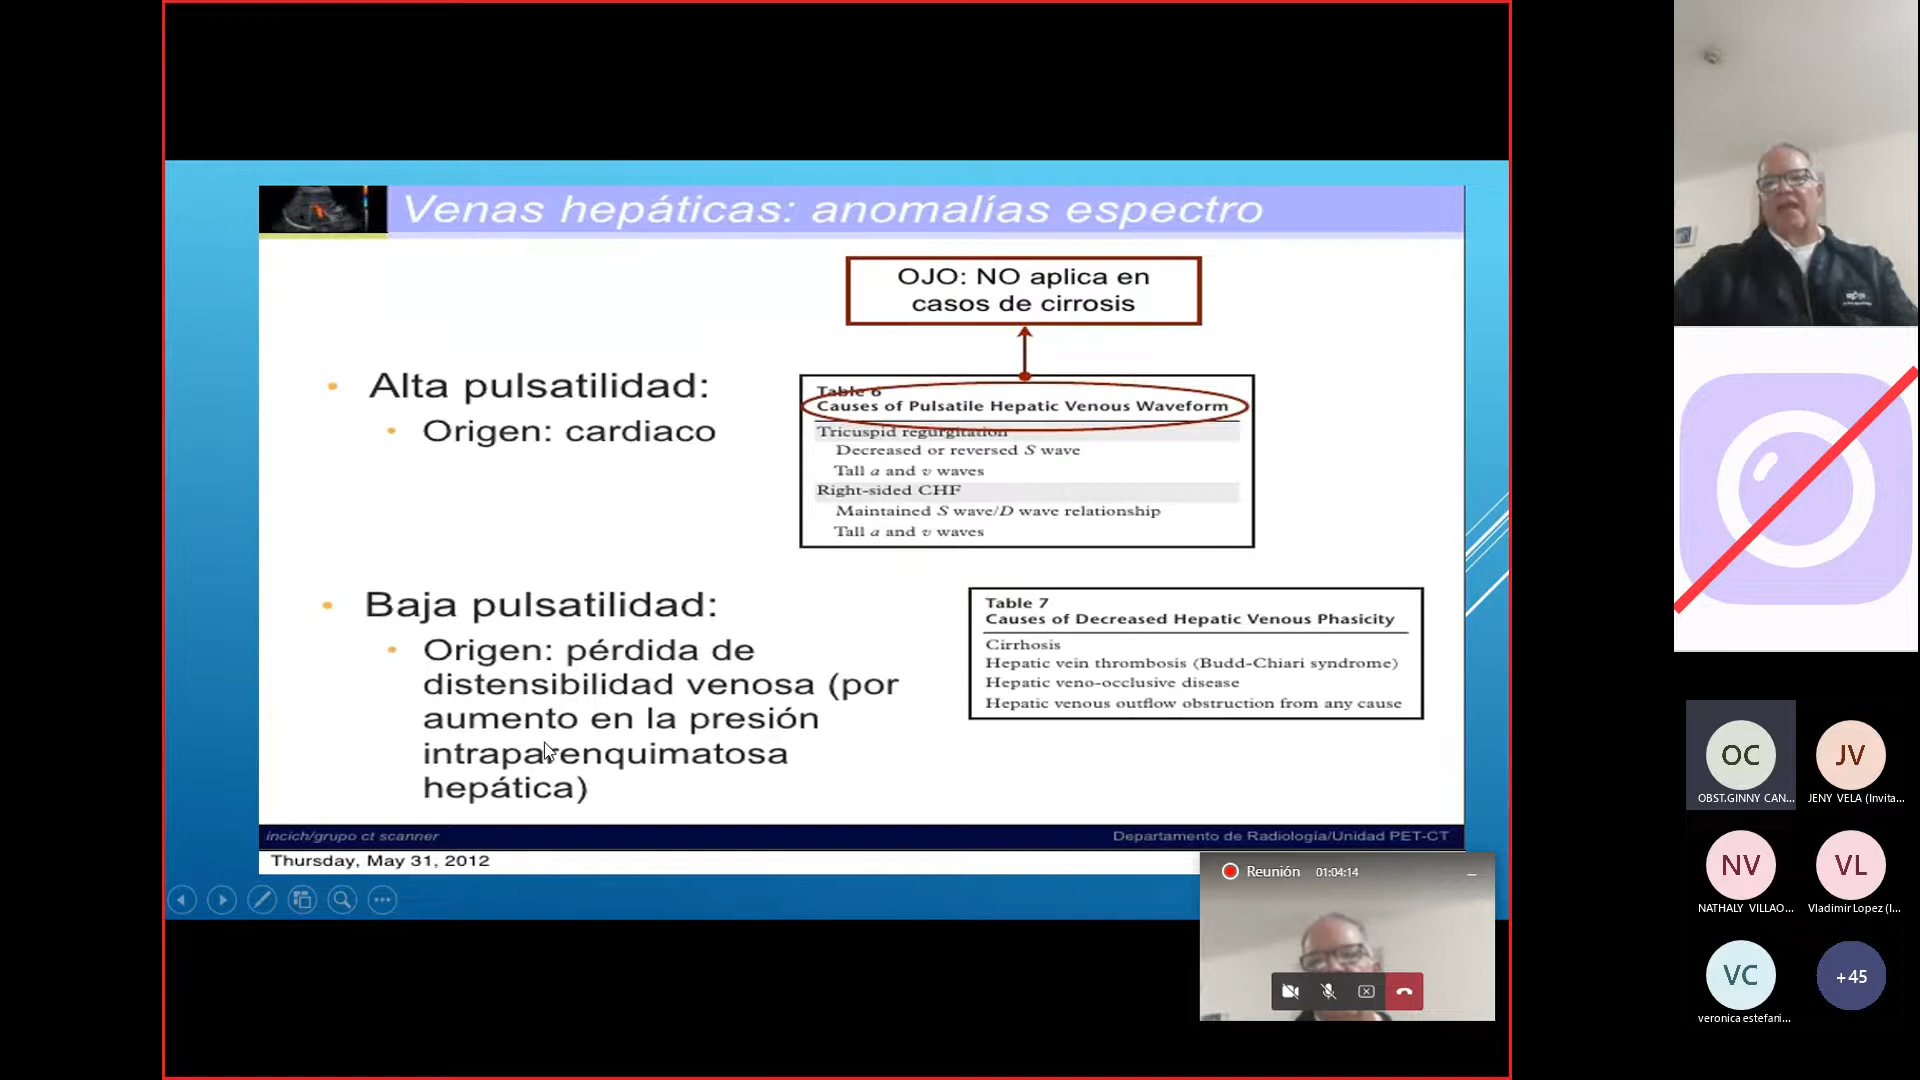 Venas hepáticas: anomalías espectro
OJO: NO aplica en
casos de cirrosis
Alta pulsatilidad:
Origen: cardiaco
Table 6
Causes of Pulsatile Hepatic Venous Waveform
Tricuspid regurgitation
Decreased or reversed S wave
Tall a and v waves
Right-sided CHF
Maintained S wave/D wave relationship
Tall a and v waves
Baja pulsatilidad:
Origen: pérdida de
distensibilidad venosa (por
aumento en la presión
intraparenquimatosa
hepática)
Table 7
Causes of Decreased Hepatic Venous Phasicity
Cirrhosis
Hepatic vein thrombosis (Budd-Chiari syndrome)
Hepatic veno-occlusive disease
Hepatic venous outflow obstruction from any cause
incich/grupo ct scanner
Departamento de Radiología/Unidad PET-CT
Thursday, May 31, 2012
Reunión 01:04:14
OC
OBST.GINNY CAN...
JV
JENY VELA (Invita...
NV
NATHALY VILLAO...
VL
Vladimir Lopez (I...
VC
veronica estefani...
+45